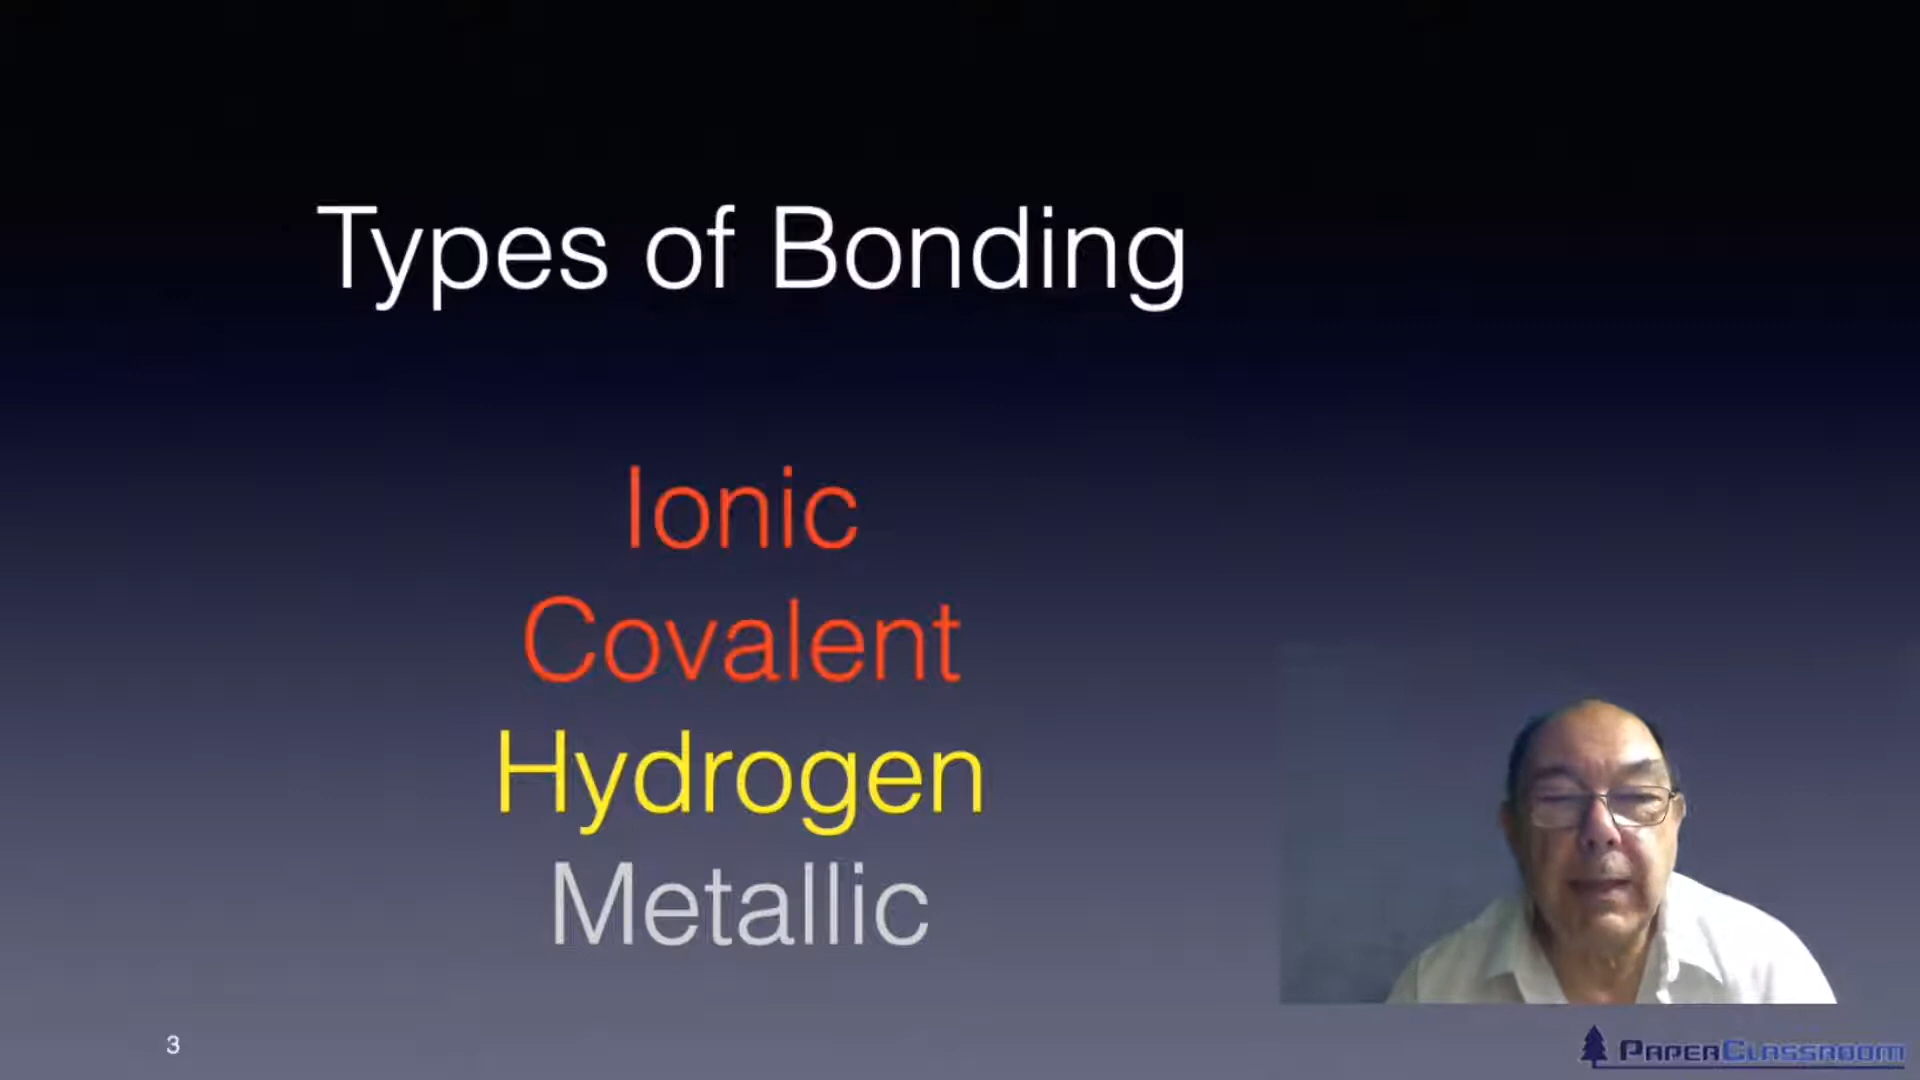 Types of Bonding
Ionic
Covalent
Hydrogen
Metallic
3
PaperClassroom